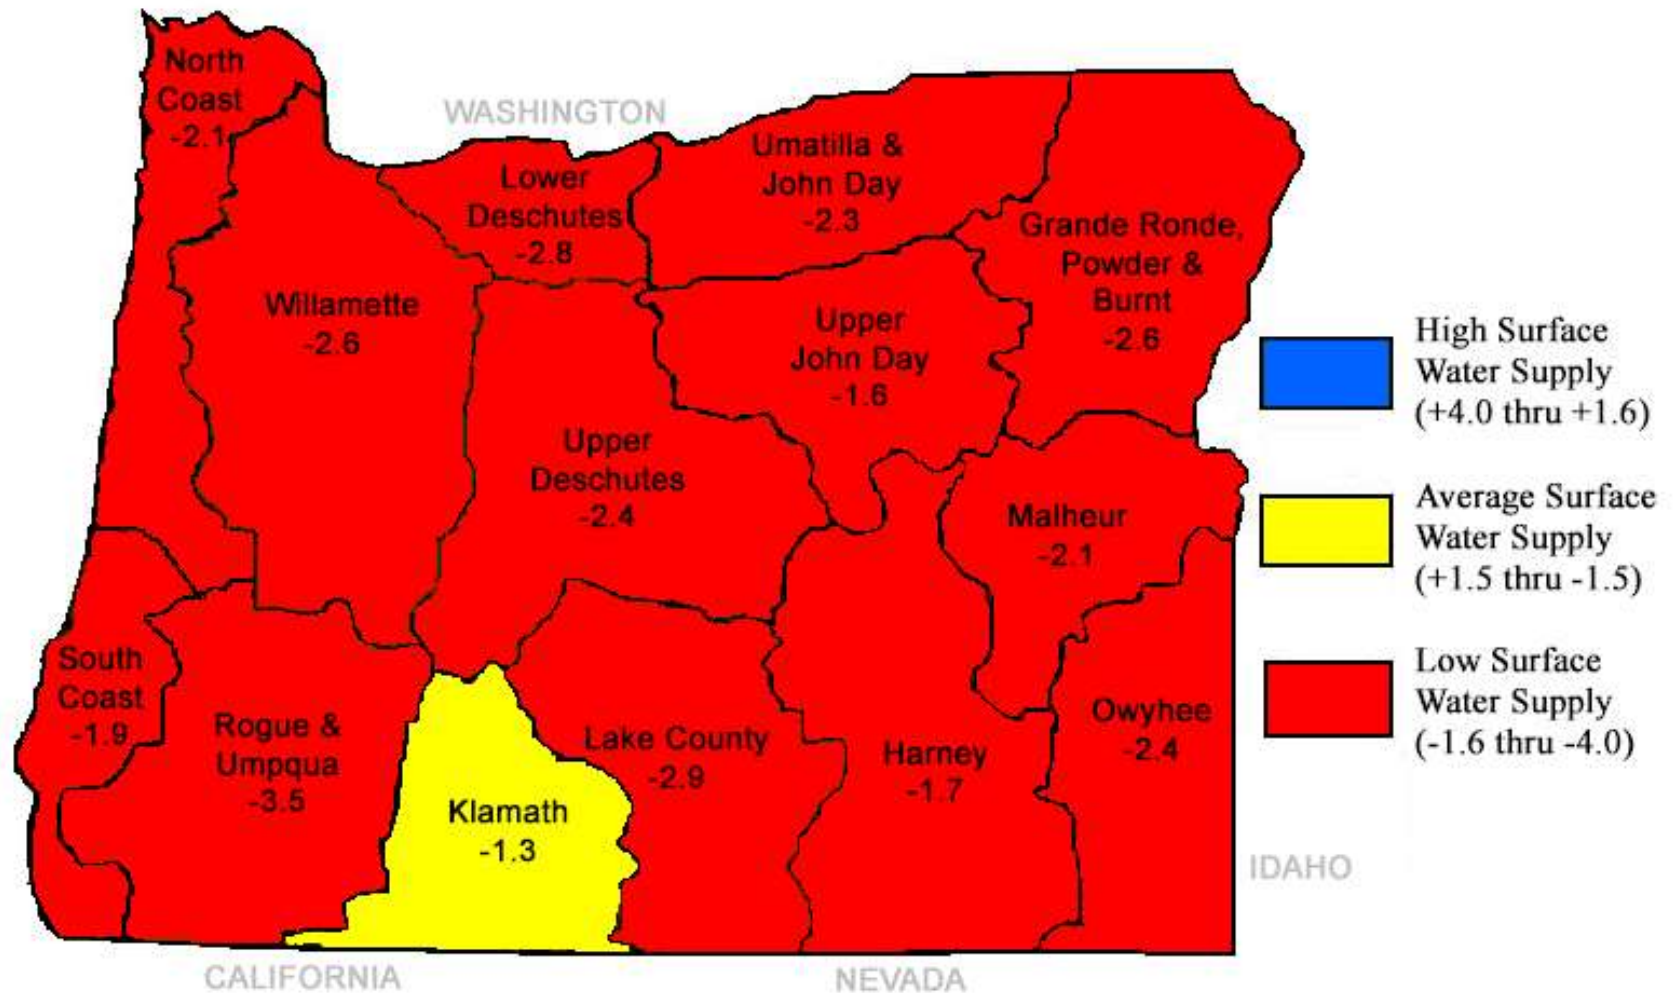 North
Coast
-2.1
WASHINGTON
Lower
Deschutes
-2.8
Umatilla &
John Day
-2.3
Grande Ronde,
Powder &
Burnt
-2.6
Willamette
-2.6
Upper
John Day
-1.6
Upper
Deschutes
-2.4
Malheur
-2.1
South
Coast
-1.9
Rogue &
Umpqua
-3.5
Klamath
-1.3
Lake County
-2.9
Harney
-1.7
Owyhee
-2.4
IDAHO
CALIFORNIA
NEVADA
High Surface
Water Supply
(+4.0 thru +1.6)
Average Surface
Water Supply
(+1.5 thru -1.5)
Low Surface
Water Supply
(-1.6 thru -4.0)